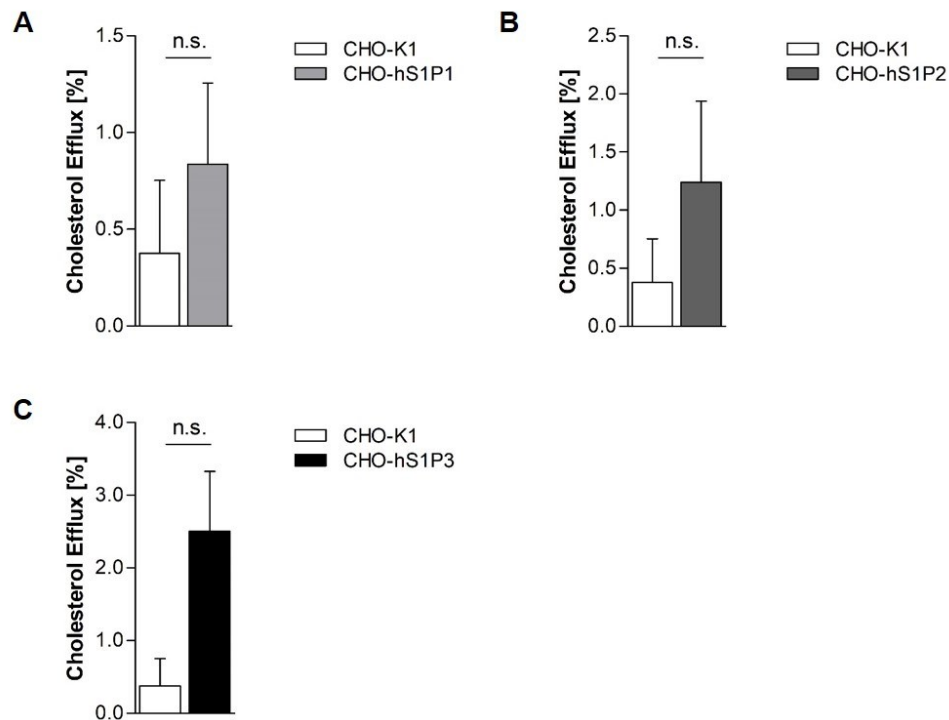 A
Cholesterol Efflux [%]
1.5
1.0
0.5
0.0
n.s.
CHO-K1
CHO-hS1P1
B
Cholesterol Efflux [%]
2.5
2.0
1.5
1.0
0.5
0.0
n.s.
CHO-K1
CHO-hS1P2
C
Cholesterol Efflux [%]
4.0
3.0
2.0
1.0
0.0
n.s.
CHO-K1
CHO-hS1P3